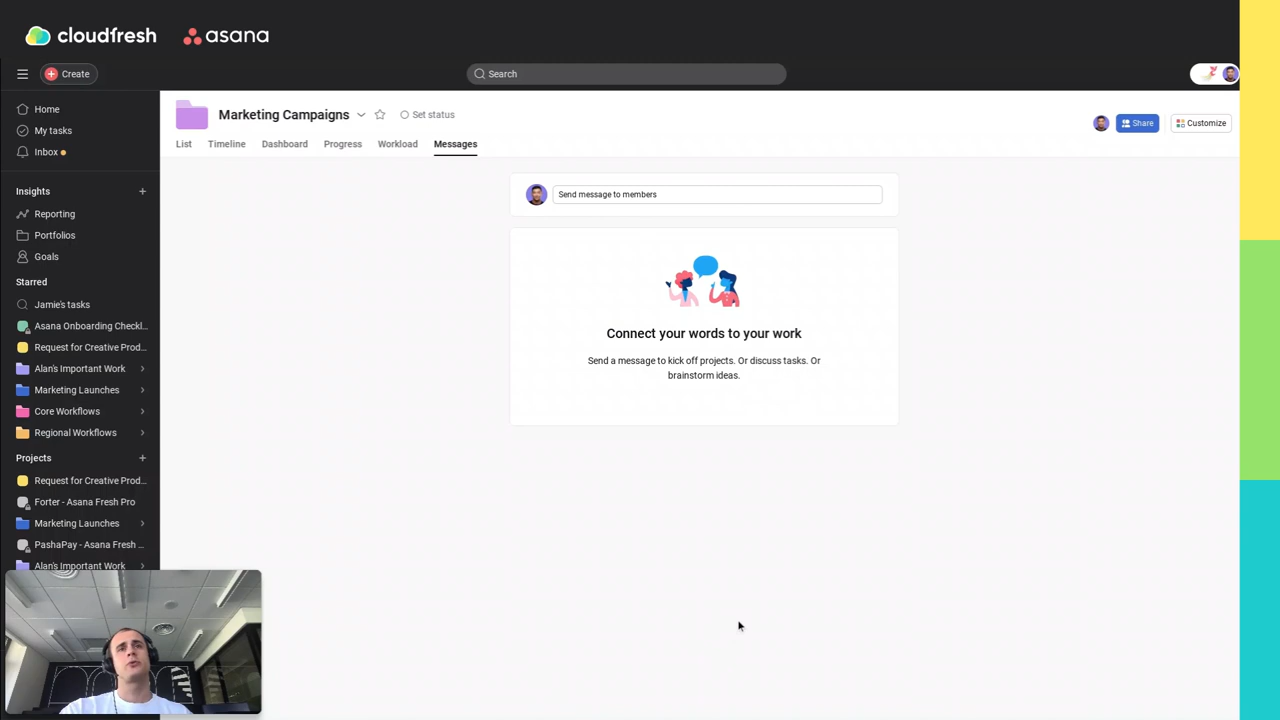 cloudfresh asana
Create
Search
Home
My tasks
Inbox
Insights
Reporting
Portfolios
Goals
Starred
Jamie's tasks
Asana Onboarding Checkl...
Request for Creative Prod...
Alan's Important Work
Marketing Launches
Core Workflows
Regional Workflows
Projects
Request for Creative Prod...
Forter - Asana Fresh Pro
Marketing Launches
PashaPay - Asana Fresh ...
Alan's Important Work
Marketing Campaigns
Set status
Share
Customize
List Timeline Dashboard Progress Workload Messages
Send message to members
Connect your words to your work
Send a message to kick off projects. Or discuss tasks. Or
brainstorm ideas.